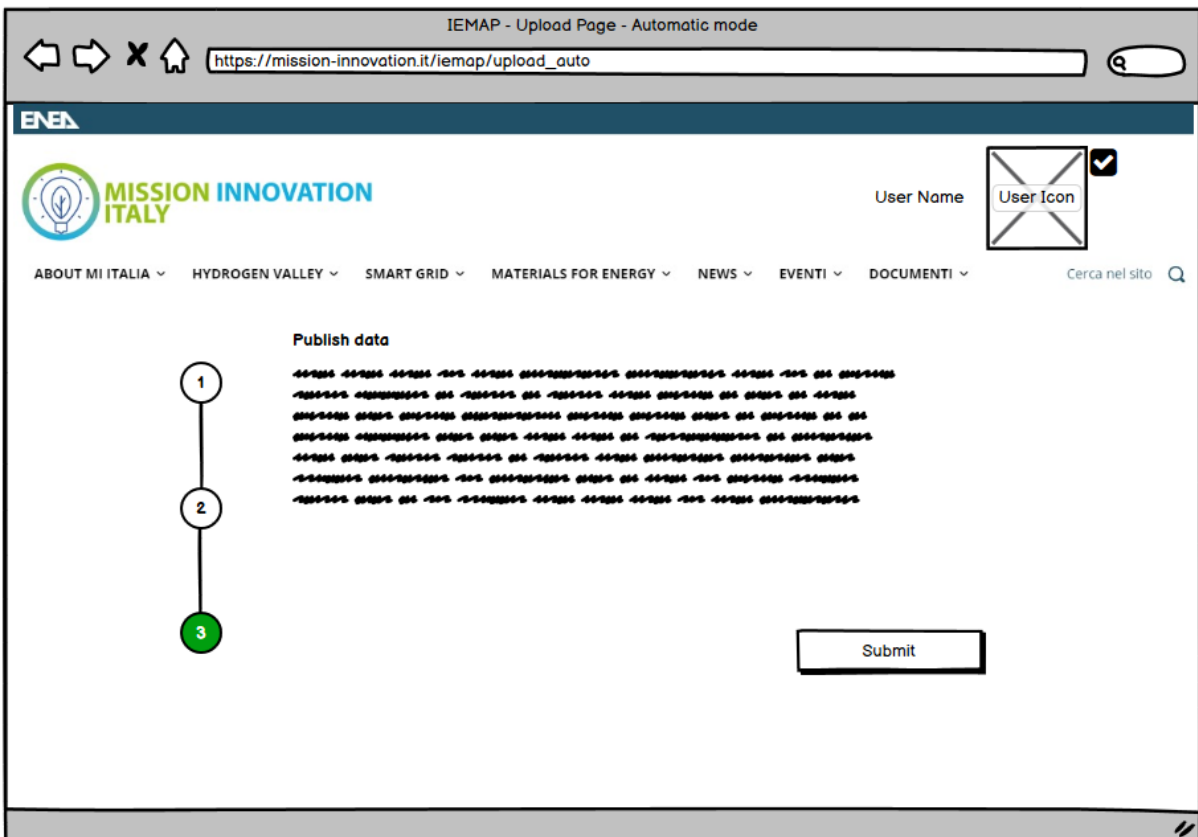 IEMAP - Upload Page - Automatic mode
https://mission-innovation.it/iemap/upload_auto
ENEA
MISSION INNOVATION
ITALY
User Name
User Icon
ABOUT MI ITALIA HYDROGEN VALLEY SMART GRID MATERIALS FOR ENERGY NEWS EVENTI DOCUMENTI Cerca nel sito
Publish data
1
2
3
Submit